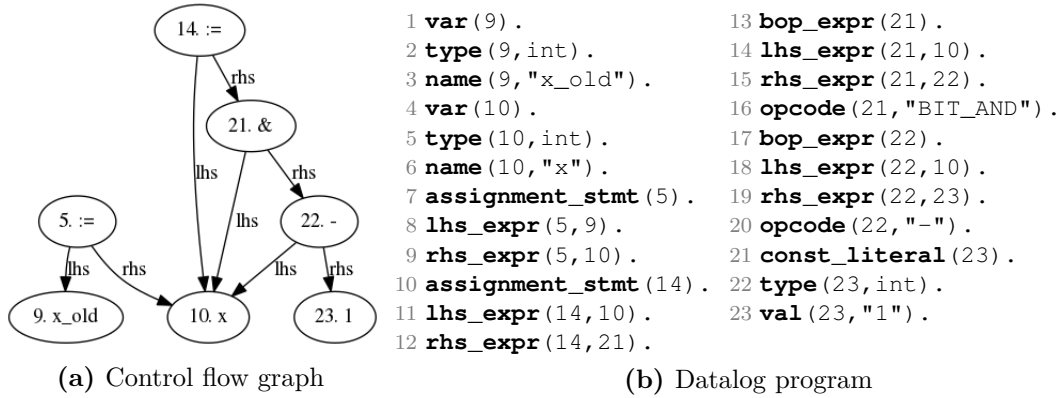 14. :=
rhs
21. &
lhs
lhs
rhs
5. :=
22. -
lhs
rhs
lhs
rhs
9. x_old
10. x
23. 1
(a) Control flow graph
1 var(9).
2 type(9,int).
3 name(9,"x_old").
4 var(10).
5 type(10,int).
6 name(10,"x").
7 assignment_stmt(5).
8 lhs_expr(5,9).
9 rhs_expr(5,10).
10 assignment_stmt(14).
11 lhs_expr(14,10).
12 rhs_expr(14,21).
13 bop_expr(21).
14 lhs_expr(21,10).
15 rhs_expr(21,22).
16 opcode(21,"BIT_AND").
17 bop_expr(22).
18 lhs_expr(22,10).
19 rhs_expr(22,23).
20 opcode(22,"-").
21 const_literal(23).
22 type(23,int).
23 val(23,"1").
(b) Datalog program